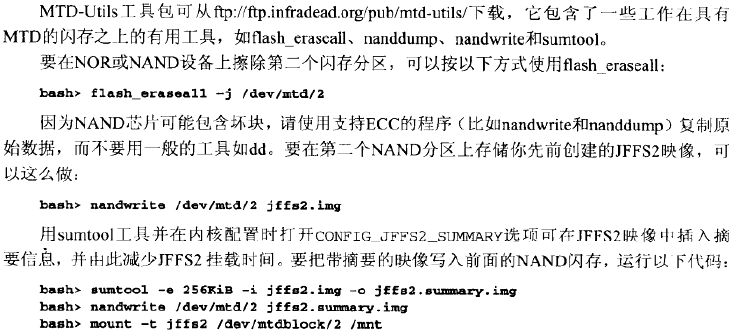 MTD-Utils工具包可从ftp://ftp.infradead.org/pub/mtd-utils/下载，它包含了一些工作在具有
MTD的闪存之上的有用工具，如flash_eraseall、nanddump、nandwrite和sumtool。
要在NOR或NAND设备上擦除第二个闪存分区，可以按以下方式使用flash_eraseall：
bash> flash_eraseall -j /dev/mtd/2
因为NAND芯片可能包含坏块，请使用支持ECC的程序（比如nandwrite和nanddump）复制原
始数据，而不要用一般的工具如dd。要在第二个NAND分区上存储你先前创建的JFFS2映像，可
以这么做：
bash> nandwrite /dev/mtd/2 jffs2.img
用sumtool工具并在内核配置时打开CONFIG_JFFS2_SUMMARY选项可在JFFS2映像中插入摘
要信息，并由此减少JFFS2 挂载时间。要把带摘要的映像写入前面的NAND闪存，运行以下代码：
bash> sumtool -e 256KiB -i jffs2.img -o jffs2.summary.img
bash> nandwrite /dev/mtd/2 jffs2.summary.img
bash> mount -t jffs2 /dev/mtdblock/2 /mnt